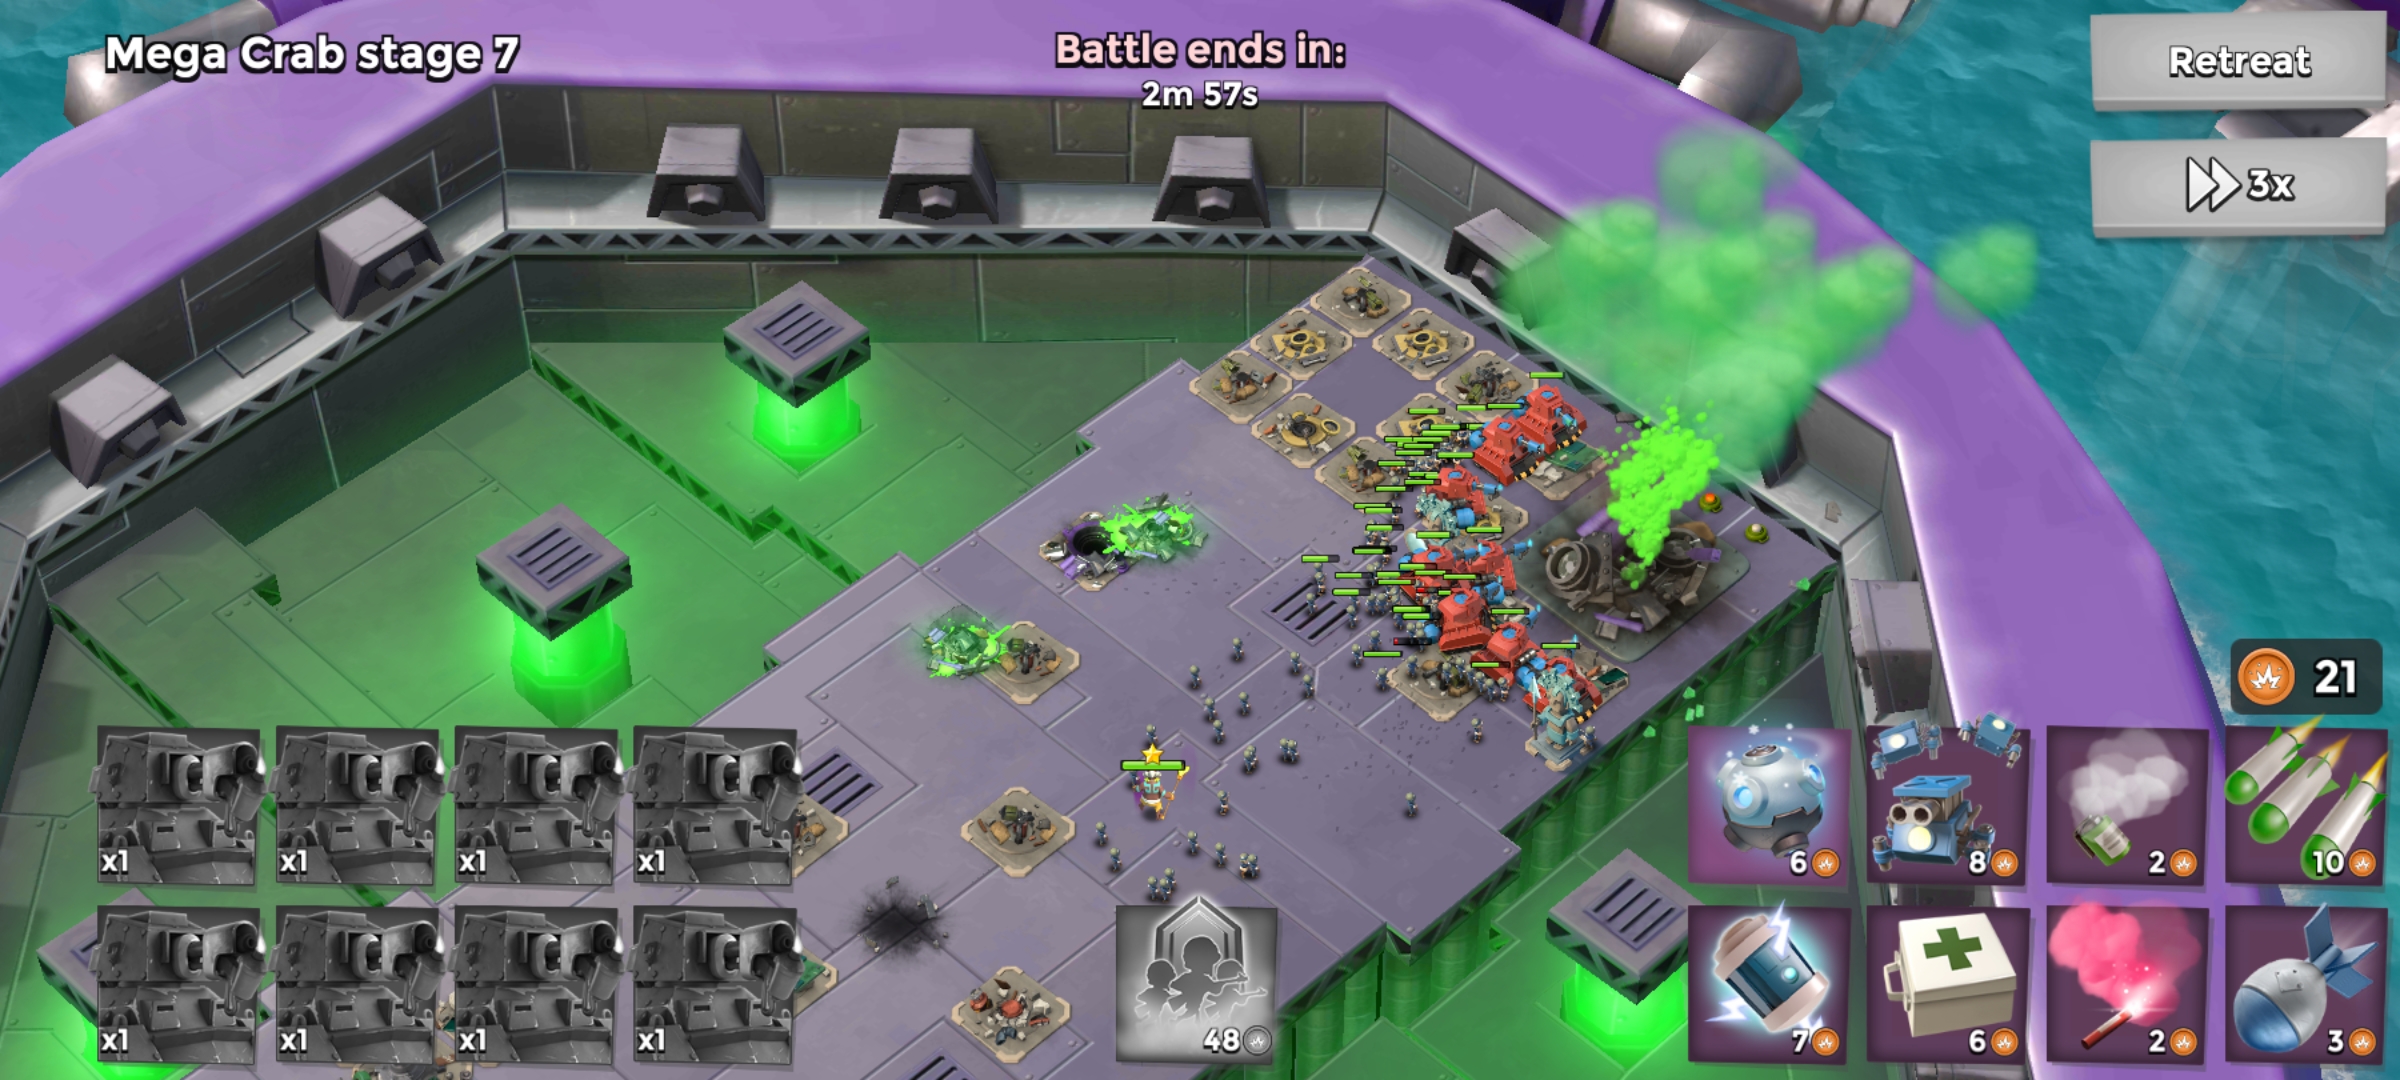 Mega Crab stage 7
Battle ends in:
2m 57s
Retreat
3x
21
x1
x1
x1
x1
6
8
2
10
x1
x1
x1
x1
48
7
6
2
3